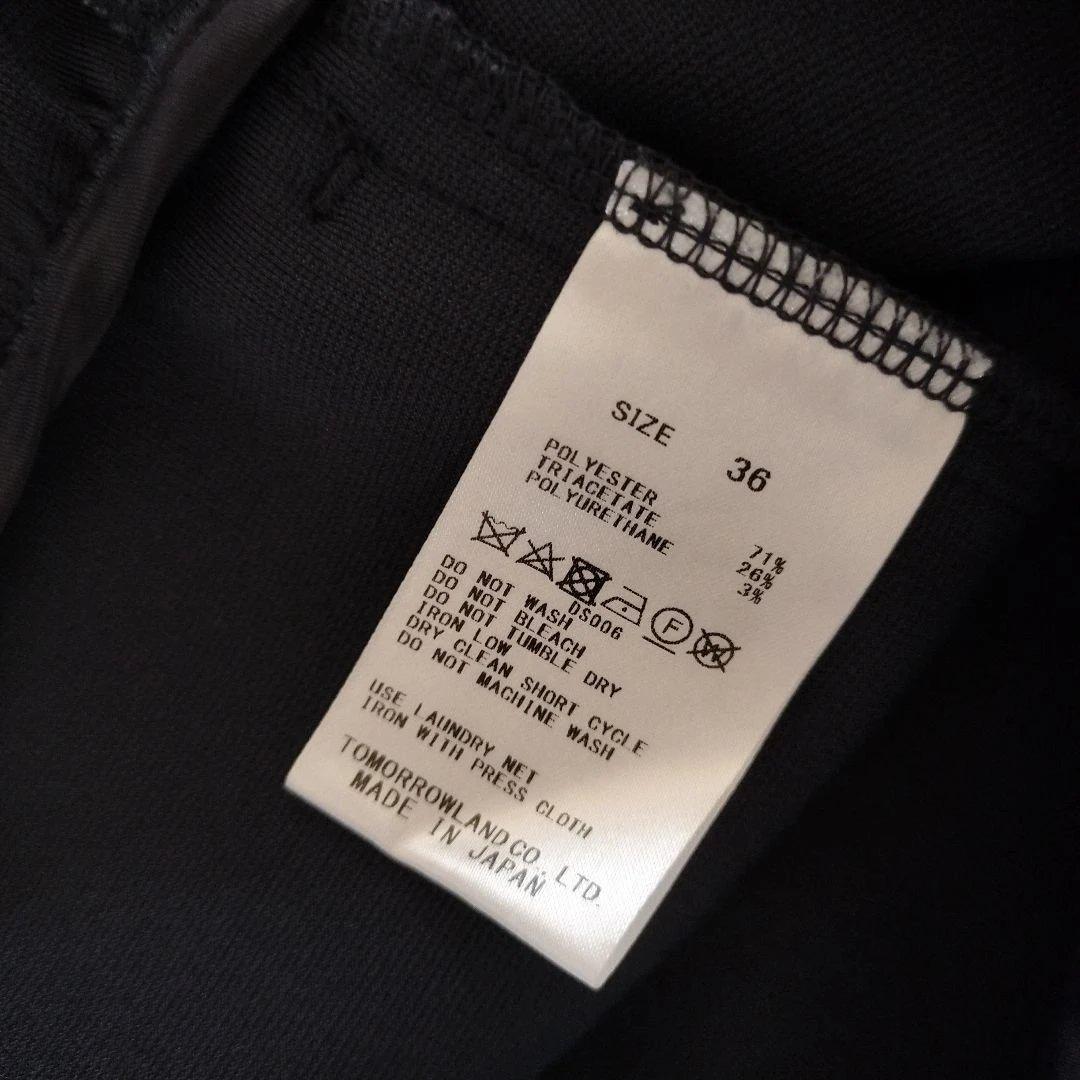 SIZE 36
POLYESTER 71%
TRIACETATE 26%
POLYURETHANE 3%
F W
DS006
DO NOT WASH
DO NOT BLEACH
DO NOT TUMBLE DRY
IRON LOW
DRY CLEAN SHORT CYCLE
DO NOT MACHINE WASH
USE LAUNDRY NET
IRON WITH PRESS CLOTH
TOMORROWLAND CO., LTD.
MADE IN JAPAN